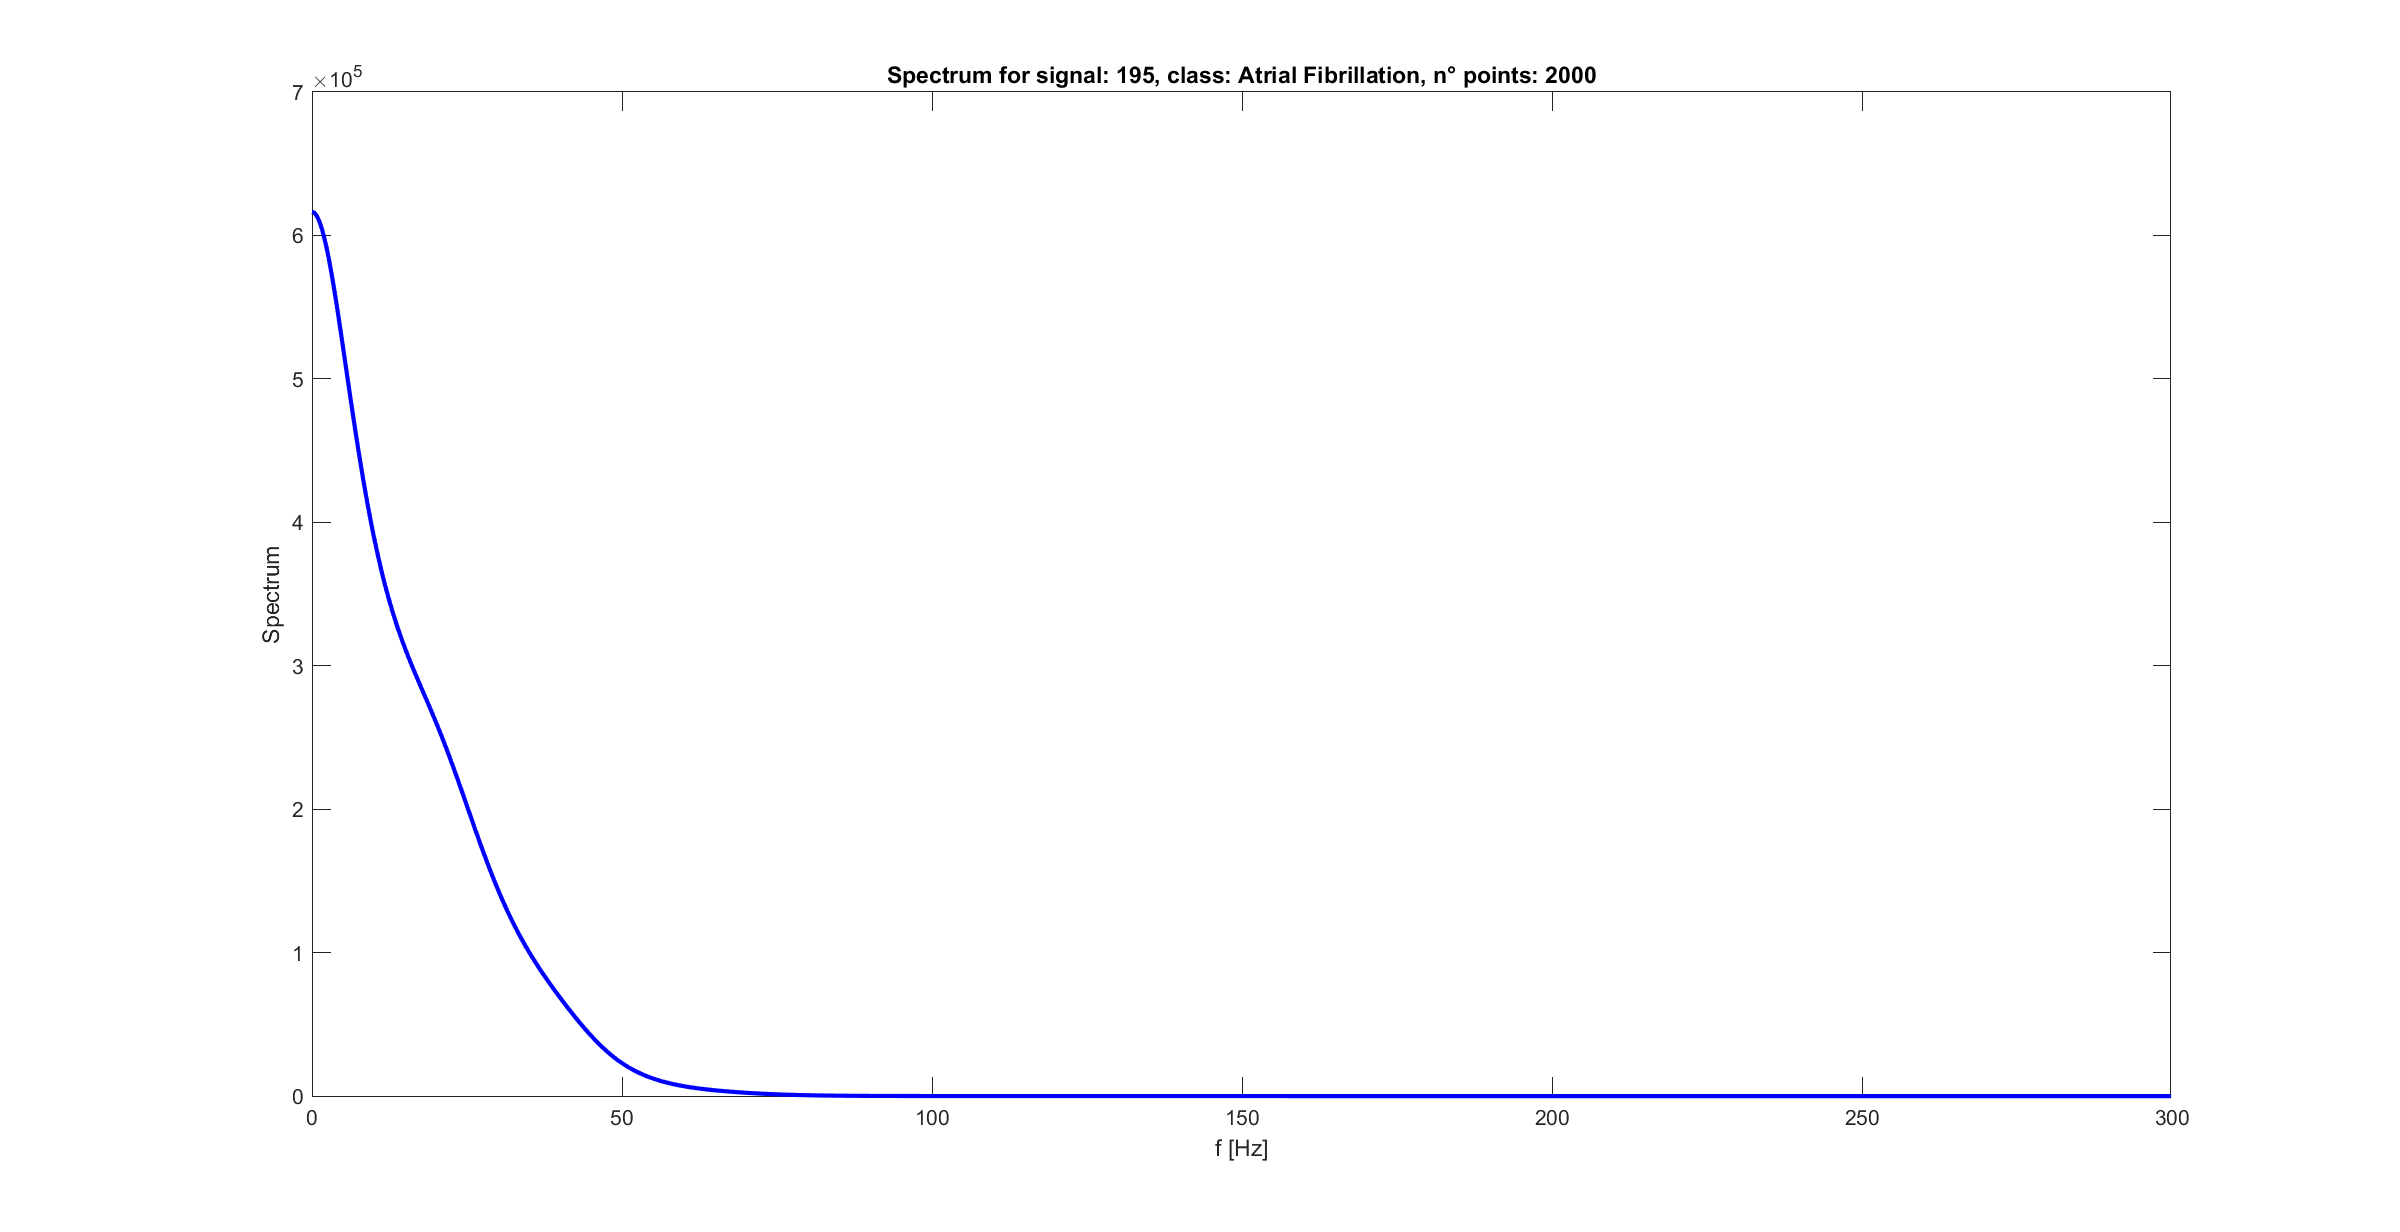 Spectrum for signal: 195, class: Atrial Fibrillation, n° points: 2000
×10^5
7
6
5
4
3
2
1
0
Spectrum
0 50 100 150 200 250 300
f [Hz]